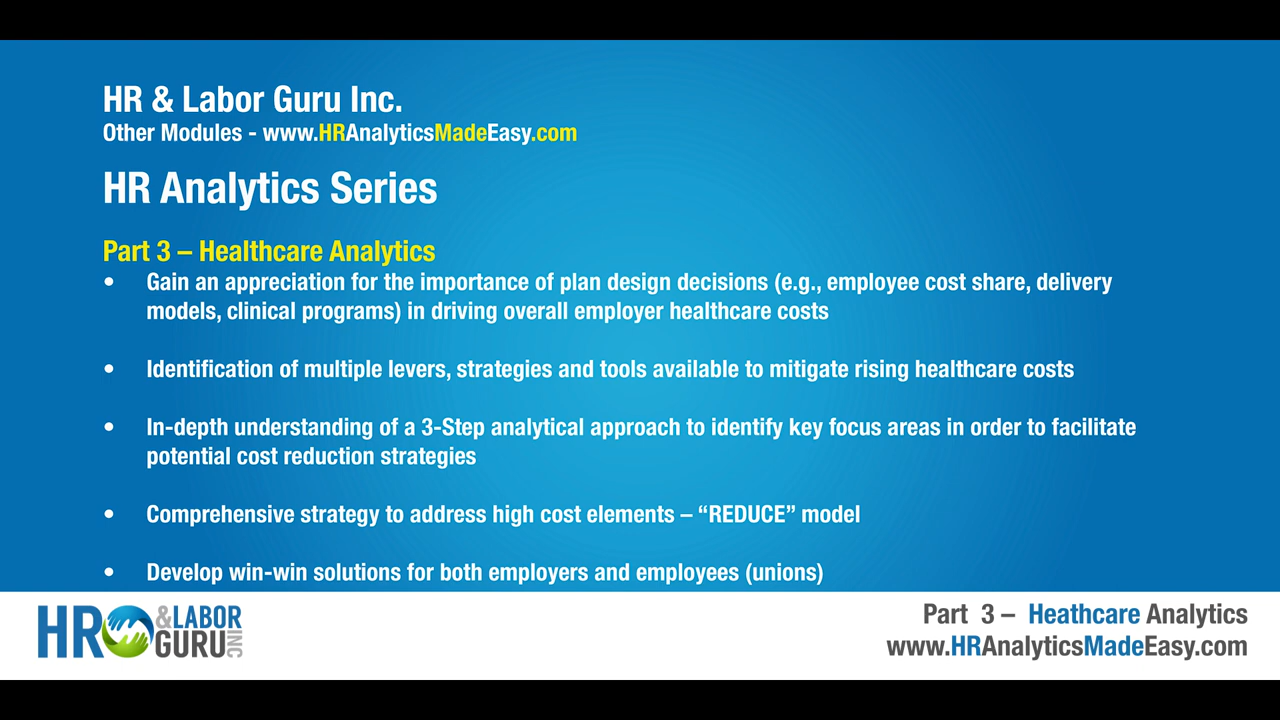 HR & Labor Guru Inc.
Other Modules - www.HRAnalyticsMadeEasy.com
HR Analytics Series
Part 3 – Healthcare Analytics
• Gain an appreciation for the importance of plan design decisions (e.g., employee cost share, delivery
models, clinical programs) in driving overall employer healthcare costs
• Identification of multiple levers, strategies and tools available to mitigate rising healthcare costs
• In-depth understanding of a 3-Step analytical approach to identify key focus areas in order to facilitate
potential cost reduction strategies
• Comprehensive strategy to address high cost elements – “REDUCE” model
• Develop win-win solutions for both employers and employees (unions)
HR &LABOR
GURU INC
Part 3 – Heathcare Analytics
www.HRAnalyticsMadeEasy.com